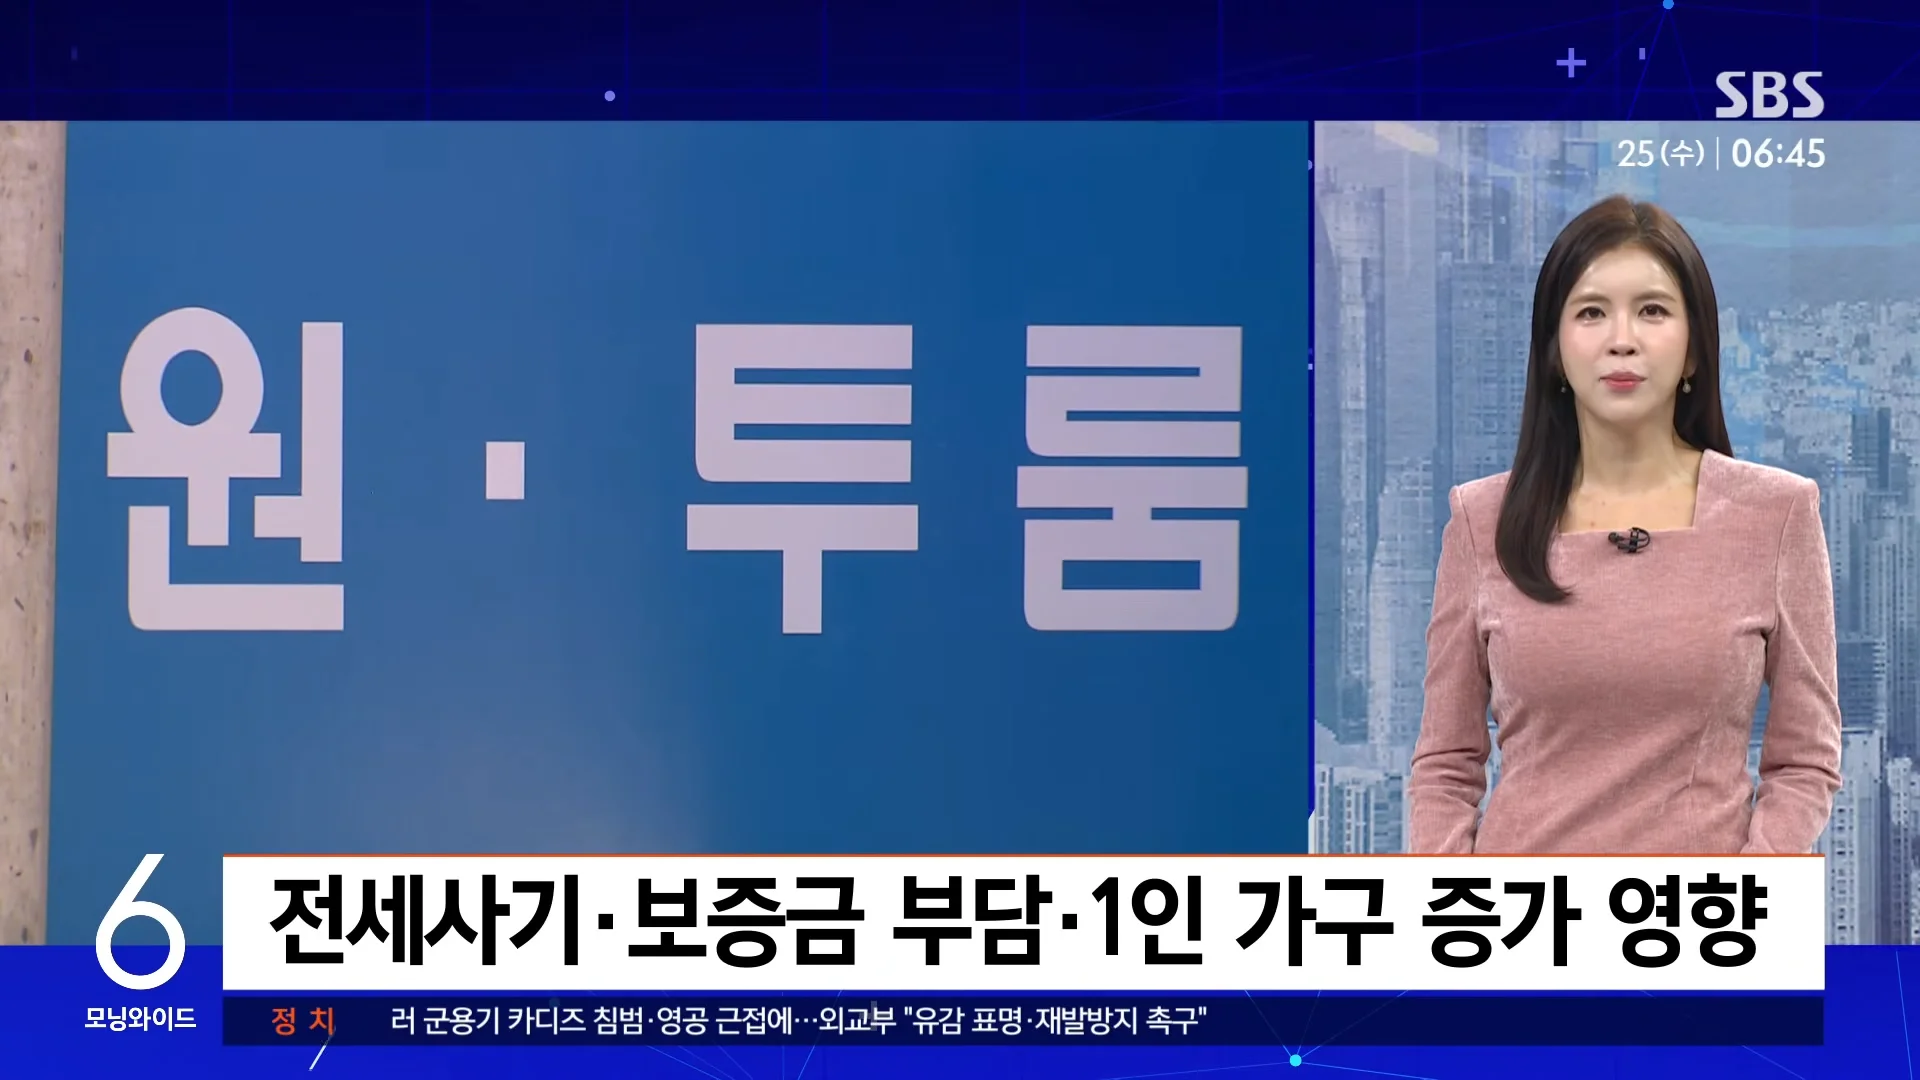 SBS
25(수) | 06:45
원 · 투룸
6
전세사기·보증금 부담·1인 가구 증가 영향
모닝와이드
정치 러 군용기 카디즈 침범·영공 근접에…외교부 "유감 표명·재발방지 촉구"